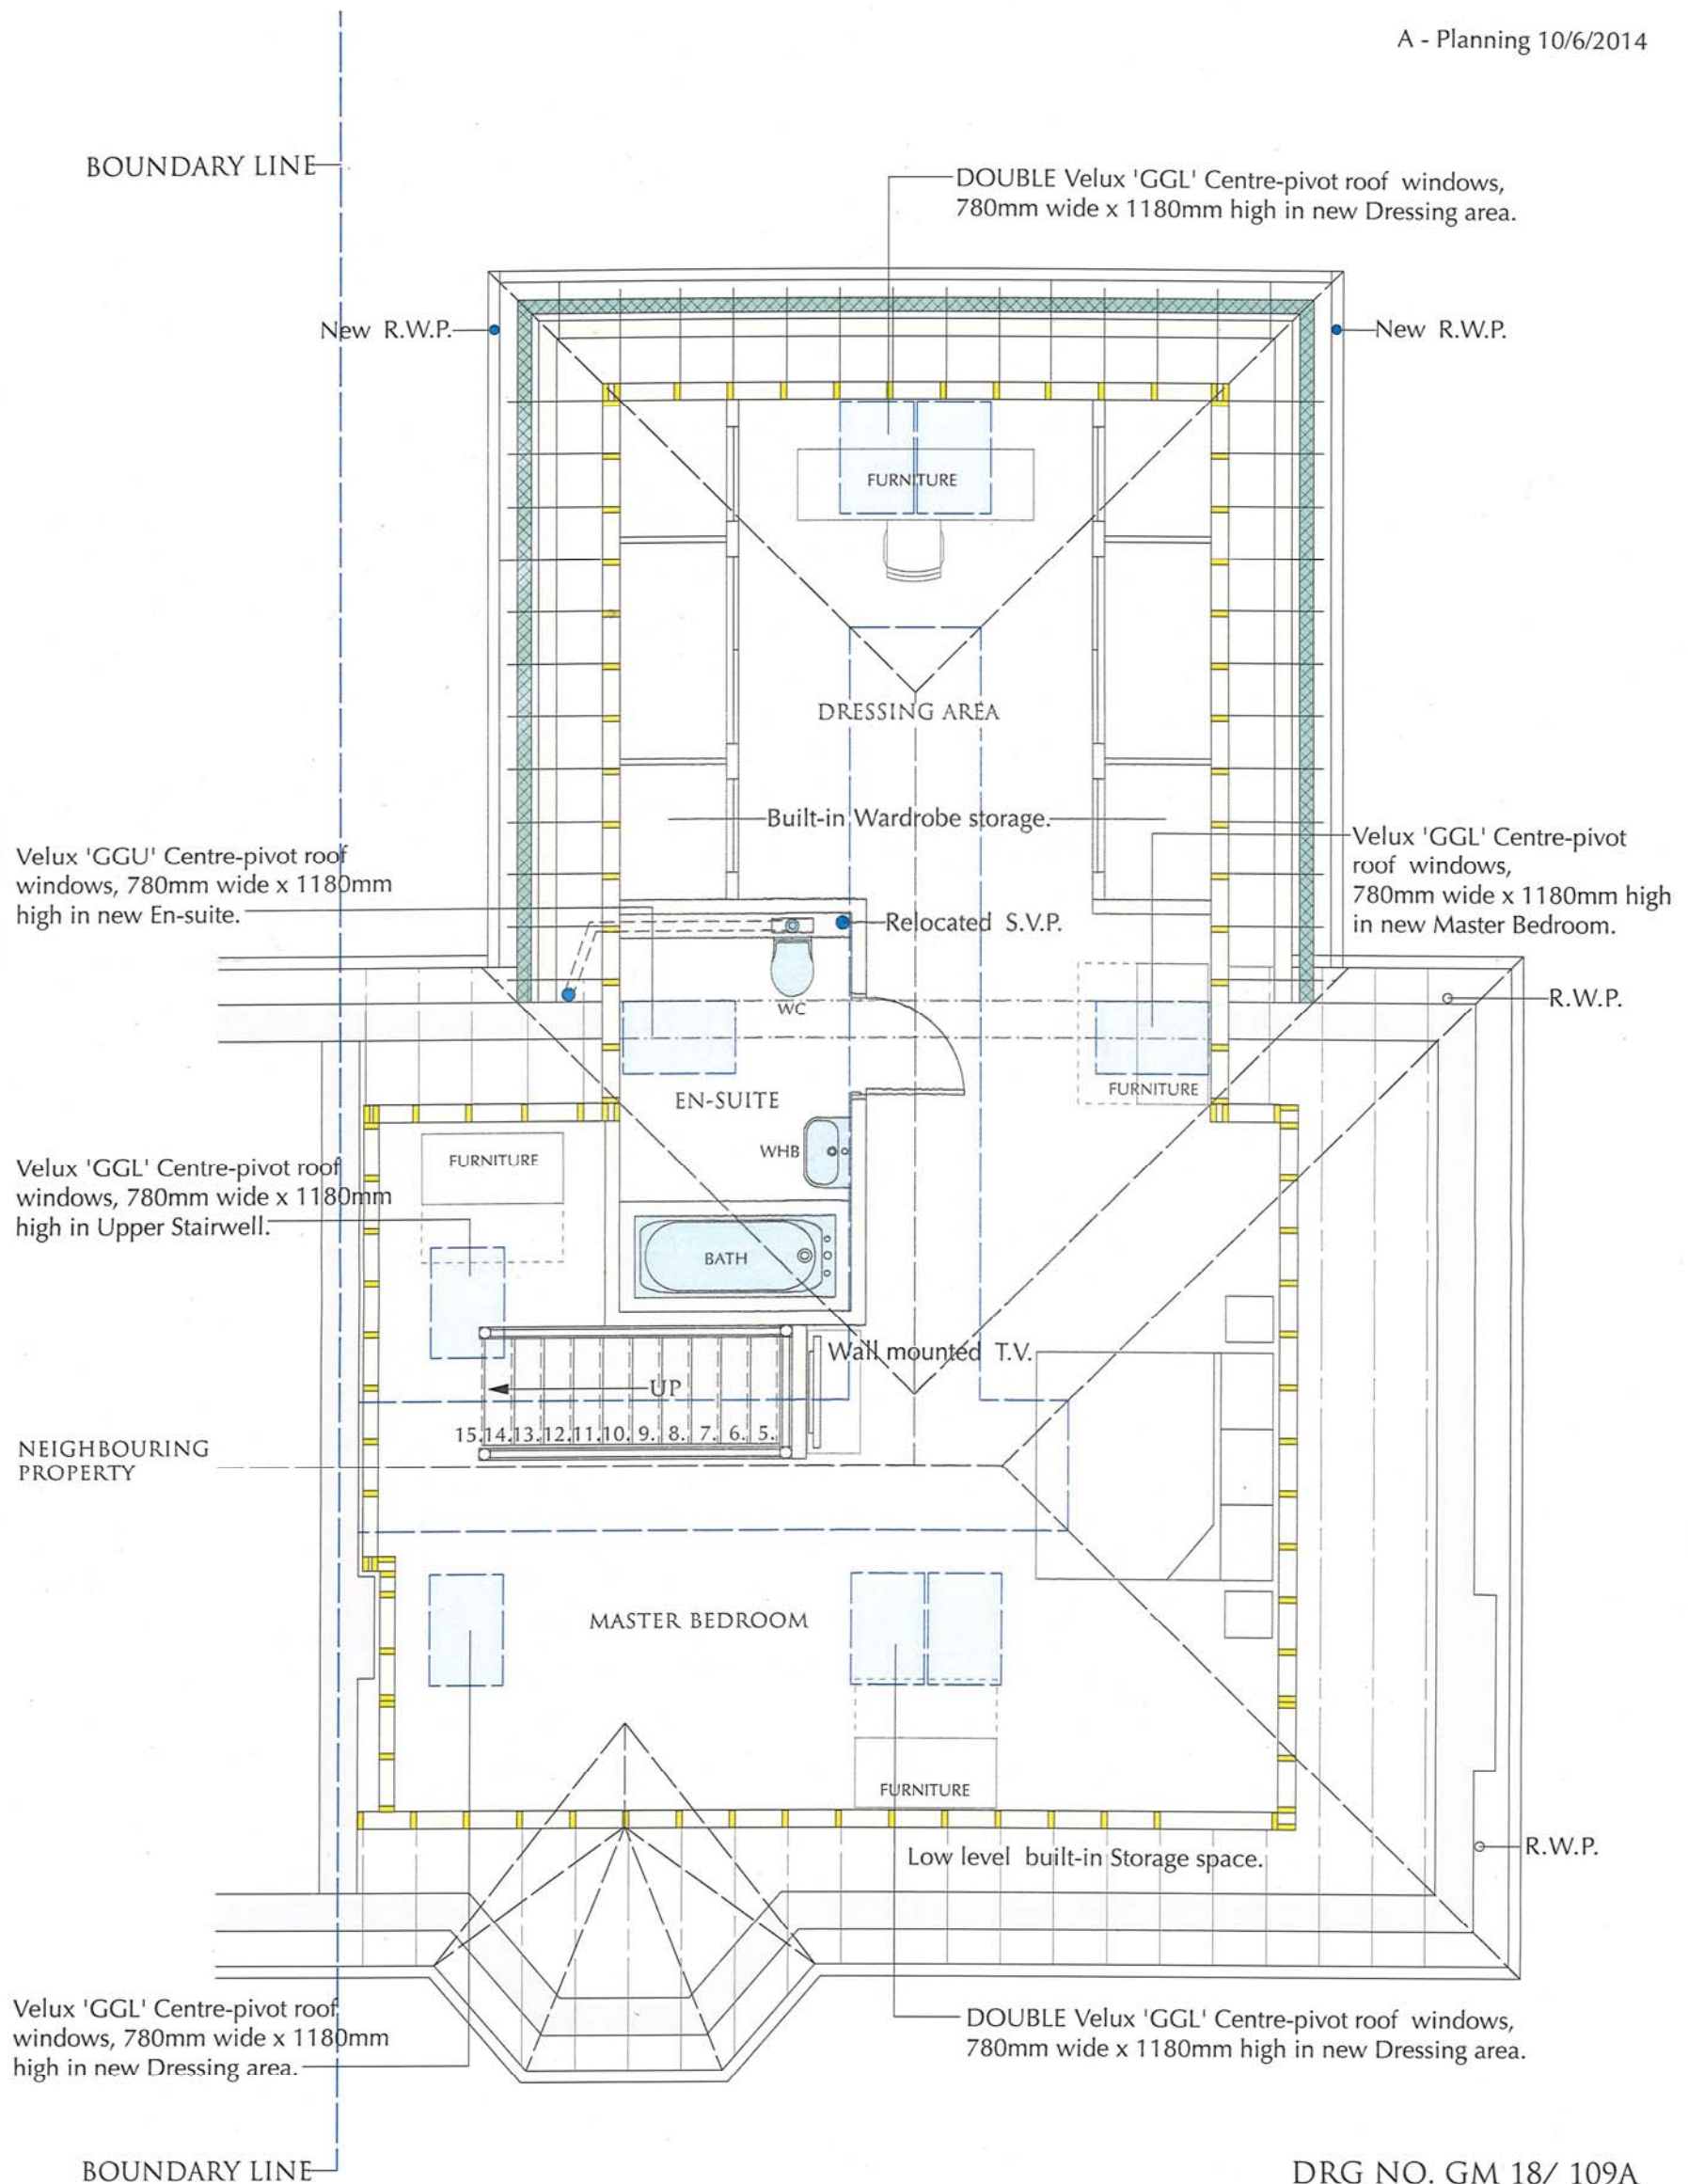 A - Planning 10/6/2014
BOUNDARY LINE
DOUBLE Velux 'GGL' Centre-pivot roof windows,
780mm wide x 1180mm high in new Dressing area.
New R.W.P.
New R.W.P.
FURNITURE
DRESSING AREA
Built-in Wardrobe storage.
Velux 'GGU' Centre-pivot roof
windows, 780mm wide x 1180mm
high in new En-suite.
Velux 'GGL' Centre-pivot
roof windows,
780mm wide x 1180mm high
in new Master Bedroom.
Relocated S.V.P.
WC
R.W.P.
EN-SUITE
FURNITURE
WHB
FURNITURE
Velux 'GGL' Centre-pivot roof
windows, 780mm wide x 1180mm
high in Upper Stairwell.
BATH
Wall mounted T.V.
UP
15.14.13.12.11.10. 9. 8. 7. 6. 5.
NEIGHBOURING
PROPERTY
MASTER BEDROOM
FURNITURE
Low level built-in Storage space.
R.W.P.
Velux 'GGL' Centre-pivot roof
windows, 780mm wide x 1180mm
high in new Dressing area.
DOUBLE Velux 'GGL' Centre-pivot roof windows,
780mm wide x 1180mm high in new Dressing area.
BOUNDARY LINE
DRG NO. GM 18/ 109A